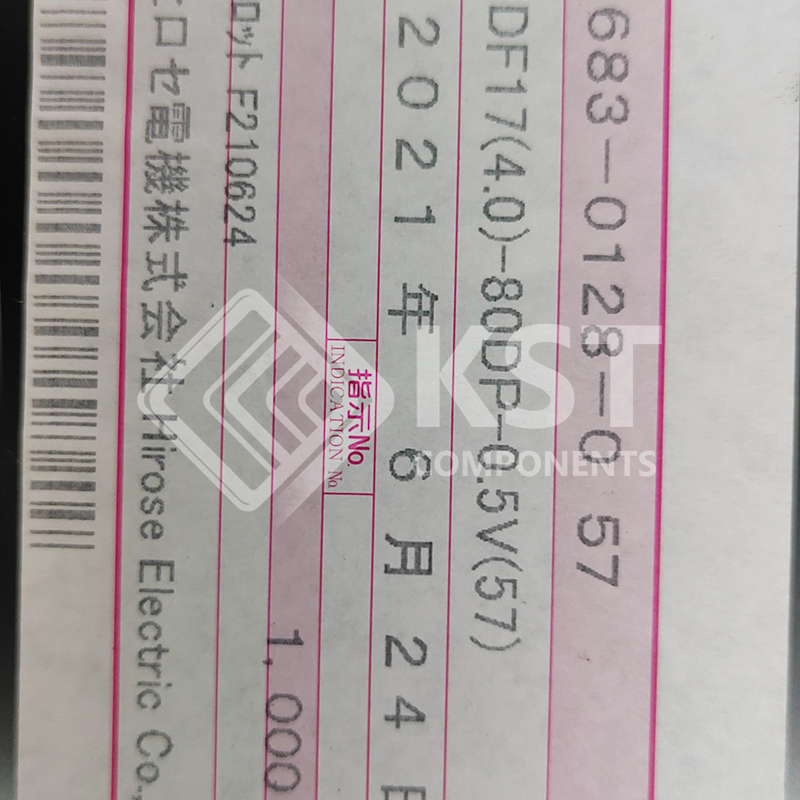 683-0128-0 57
DF17(4.0)-80DP-0.5V(57)
2021年 6月24日
指示No.
INDICATION No.
1,000
ロット F210624
ヒロセ電機株式会社 Hirose Electric Co.,
KST
COMPONENTS